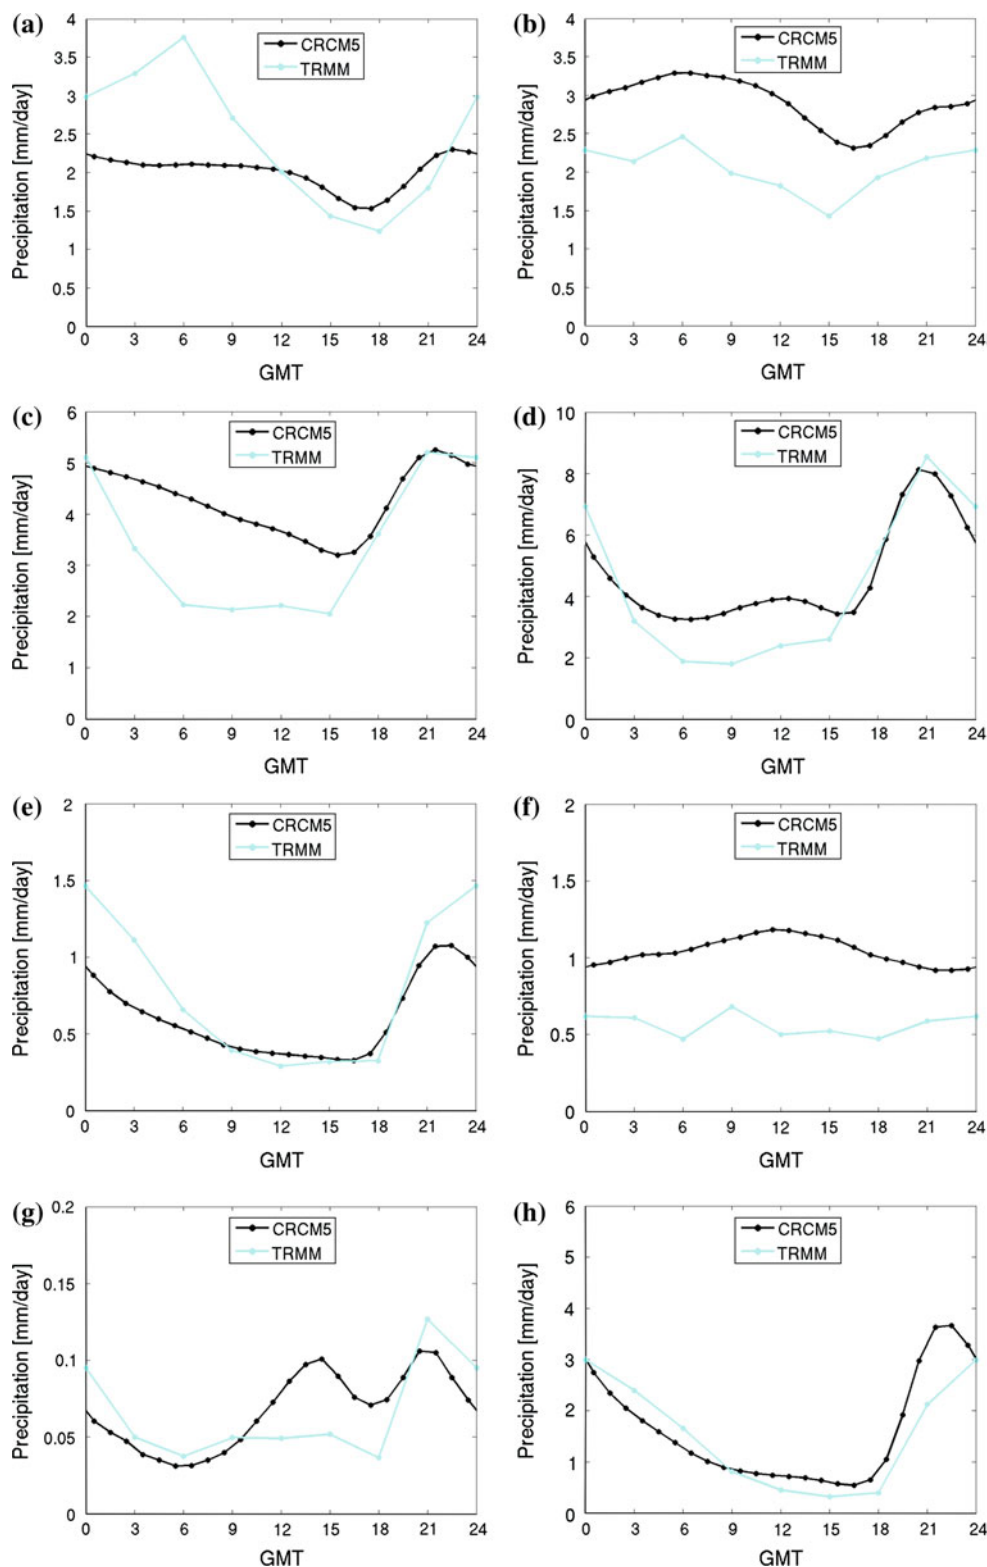 (a)
4
3.5
3
2.5
2
1.5
1
0.5
0
Precipitation [mm/day]
CRCM5
TRMM
0 3 6 9 12 15 18 21 24
GMT
(b)
4
3.5
3
2.5
2
1.5
1
0.5
0
Precipitation [mm/day]
CRCM5
TRMM
0 3 6 9 12 15 18 21 24
GMT
(c)
6
5
4
3
2
1
0
Precipitation [mm/day]
CRCM5
TRMM
0 3 6 9 12 15 18 21 24
GMT
(d)
10
8
6
4
2
0
Precipitation [mm/day]
CRCM5
TRMM
0 3 6 9 12 15 18 21 24
GMT
(e)
2
1.5
1
0.5
0
Precipitation [mm/day]
CRCM5
TRMM
0 3 6 9 12 15 18 21 24
GMT
(f)
2
1.5
1
0.5
0
Precipitation [mm/day]
CRCM5
TRMM
0 3 6 9 12 15 18 21 24
GMT
(g)
0.2
0.15
0.1
0.05
0
Precipitation [mm/day]
CRCM5
TRMM
0 3 6 9 12 15 18 21 24
GMT
(h)
6
5
4
3
2
1
0
Precipitation [mm/day]
CRCM5
TRMM
0 3 6 9 12 15 18 21 24
GMT